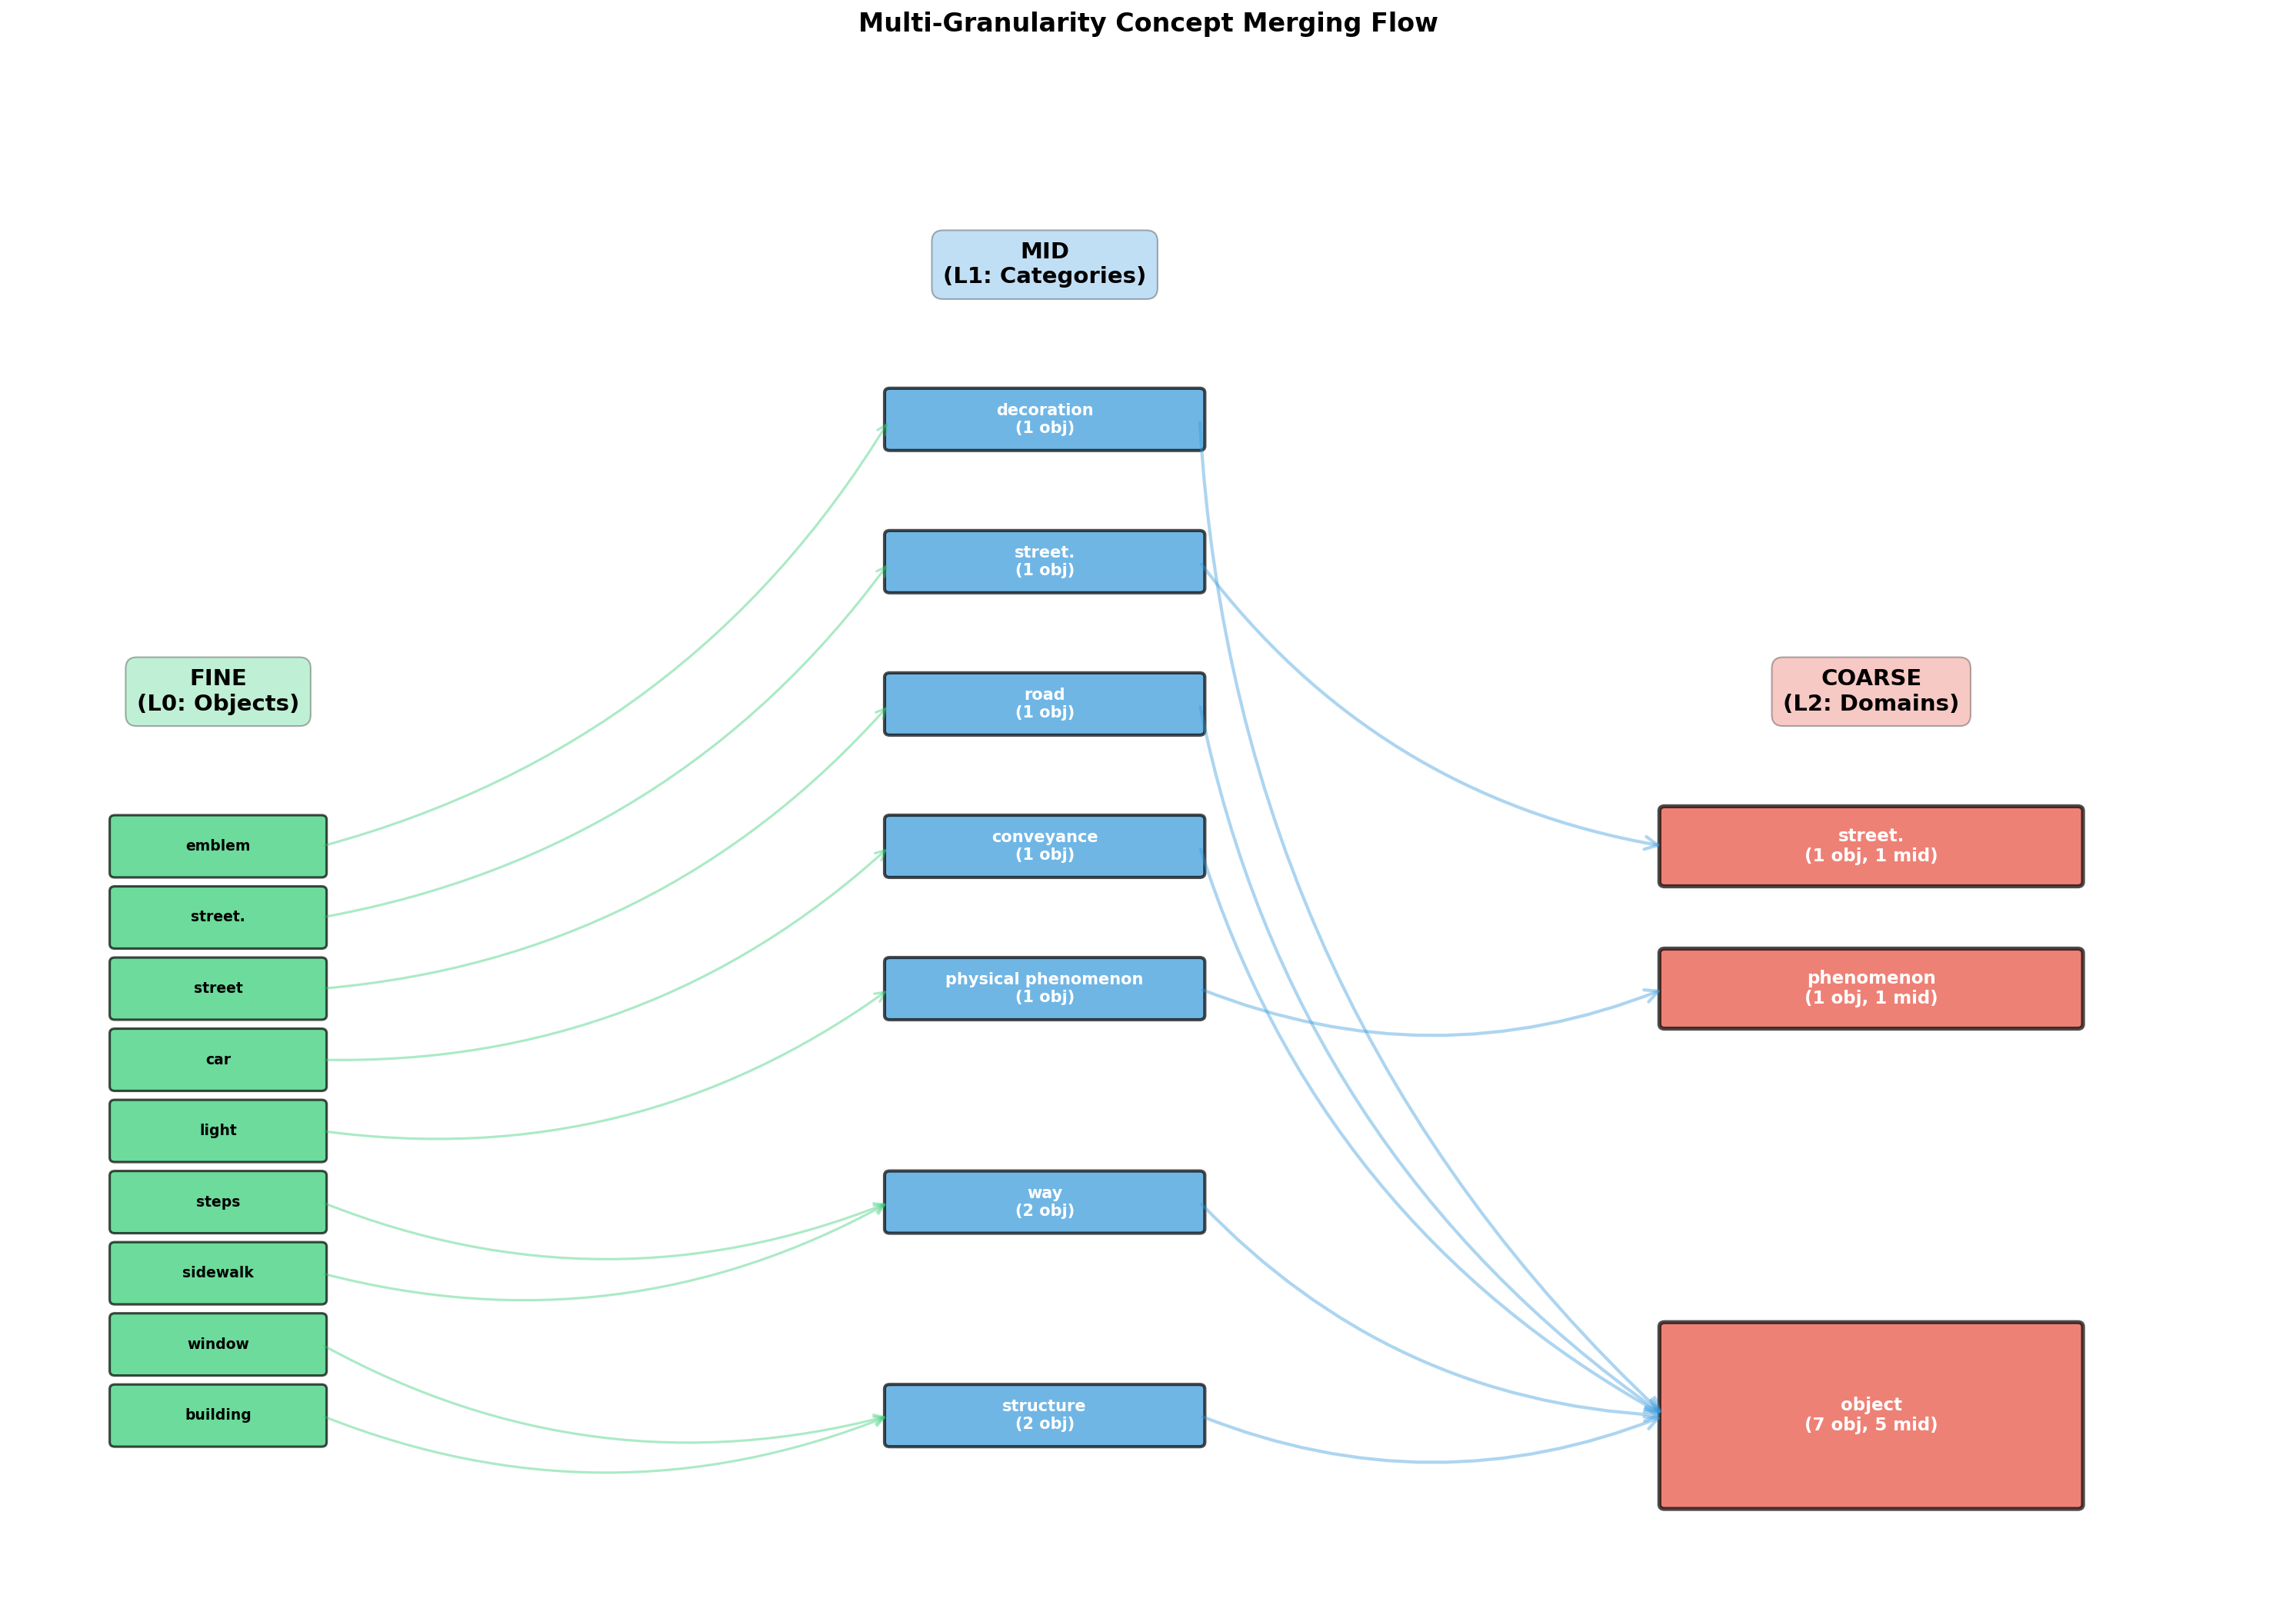 Multi-Granularity Concept Merging Flow
FINE
(L0: Objects)
emblem
street.
street
car
light
steps
sidewalk
window
building
MID
(L1: Categories)
decoration
(1 obj)
street.
(1 obj)
road
(1 obj)
conveyance
(1 obj)
physical phenomenon
(1 obj)
way
(2 obj)
structure
(2 obj)
COARSE
(L2: Domains)
street.
(1 obj, 1 mid)
phenomenon
(1 obj, 1 mid)
object
(7 obj, 5 mid)